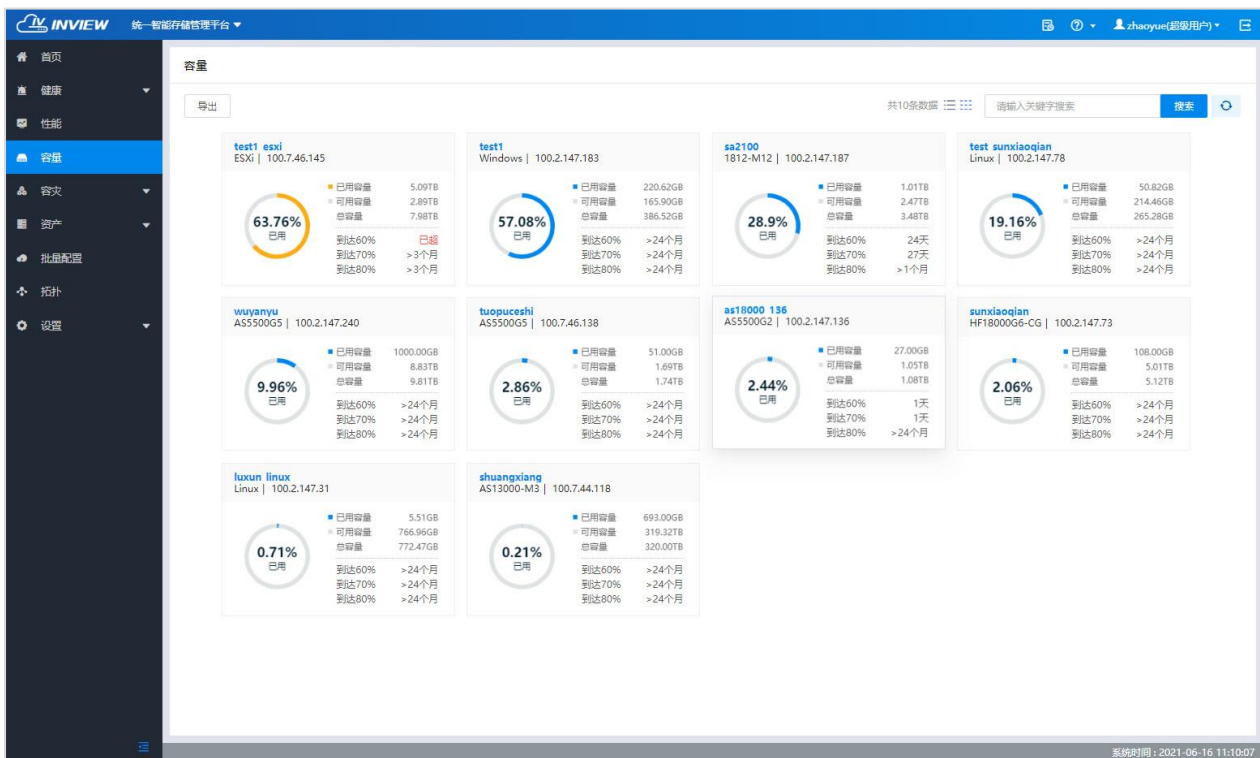 INVIEW 统一智能存储管理平台 zhaoyue(超级用户)
首页
健康
性能
容量
容灾
资产
批量配置
拓扑
设置
容量
导出
共10条数据
请输入关键字搜索
搜索
test1 esxi
ESXi | 100.7.46.145
63.76%
已用
已用容量 5.09TB
可用容量 2.89TB
总容量 7.98TB
到达60% 已超
到达70% >3个月
到达80% >3个月
test1
Windows | 100.2.147.183
57.08%
已用
已用容量 220.62GB
可用容量 165.90GB
总容量 386.52GB
到达60% >24个月
到达70% >24个月
到达80% >24个月
sa2100
1812-M12 | 100.2.147.187
28.9%
已用
已用容量 1.01TB
可用容量 2.47TB
总容量 3.48TB
到达60% 24天
到达70% 27天
到达80% >1个月
test sunxiaoqian
Linux | 100.2.147.78
19.16%
已用
已用容量 50.82GB
可用容量 214.46GB
总容量 265.28GB
到达60% >24个月
到达70% >24个月
到达80% >24个月
wuyanyu
AS5500G5 | 100.2.147.240
9.96%
已用
已用容量 1000.00GB
可用容量 8.83TB
总容量 9.81TB
到达60% >24个月
到达70% >24个月
到达80% >24个月
tuopuceshi
AS5500G5 | 100.7.46.138
2.86%
已用
已用容量 51.00GB
可用容量 1.69TB
总容量 1.74TB
到达60% >24个月
到达70% >24个月
到达80% >24个月
as18000 136
AS5500G2 | 100.2.147.136
2.44%
已用
已用容量 27.00GB
可用容量 1.05TB
总容量 1.08TB
到达60% 1天
到达70% 1天
到达80% >24个月
sunxiaoqian
HF18000G6-CG | 100.2.147.73
2.06%
已用
已用容量 108.00GB
可用容量 5.01TB
总容量 5.12TB
到达60% >24个月
到达70% >24个月
到达80% >24个月
luxun linux
Linux | 100.2.147.31
0.71%
已用
已用容量 5.51GB
可用容量 766.96GB
总容量 772.47GB
到达60% >24个月
到达70% >24个月
到达80% >24个月
shuangxiang
AS13000-M3 | 100.7.44.118
0.21%
已用
已用容量 693.00GB
可用容量 319.32TB
总容量 320.00TB
到达60% >24个月
到达70% >24个月
到达80% >24个月
系统时间 : 2021-06-16 11:10:07